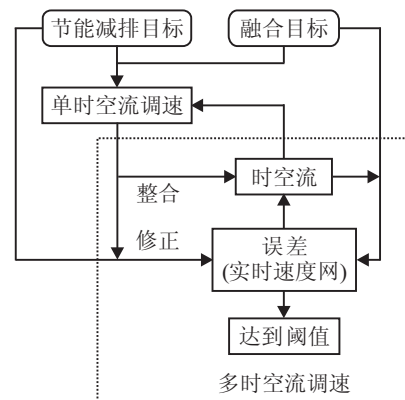 节能减排目标
融合目标
单时空流调速
时空流
整合
修正
误差
(实时速度网)
达到阈值
多时空流调速